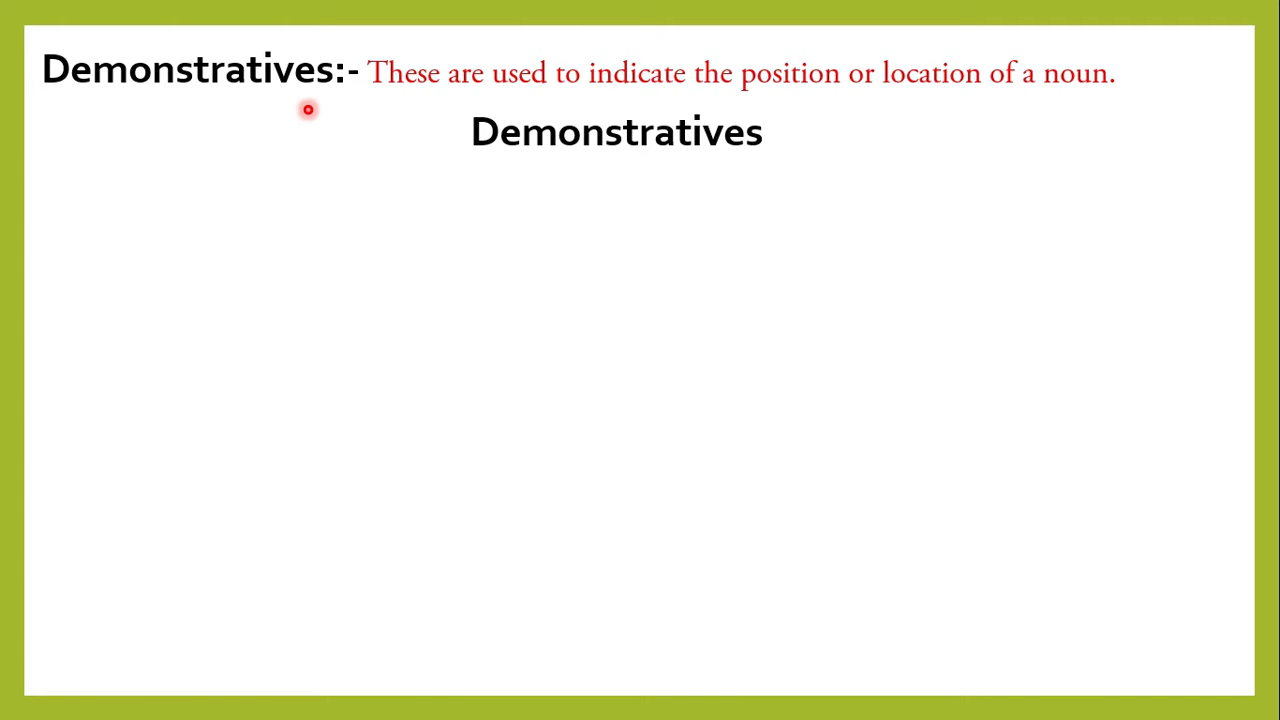 Demonstratives:- These are used to indicate the position or location of a noun.
Demonstratives